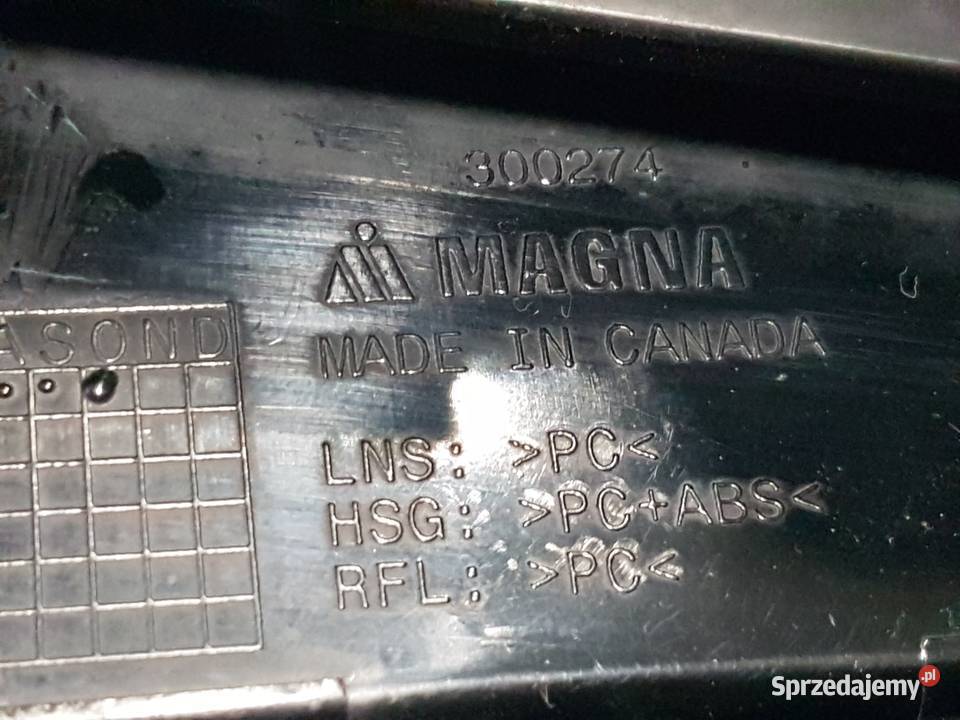 300274
MAGNA
MADE IN CANADA
ASOND
LNS: >PC<
HSG: >PC+ABS<
RFL: >PC<
Sprzedajemy.pl